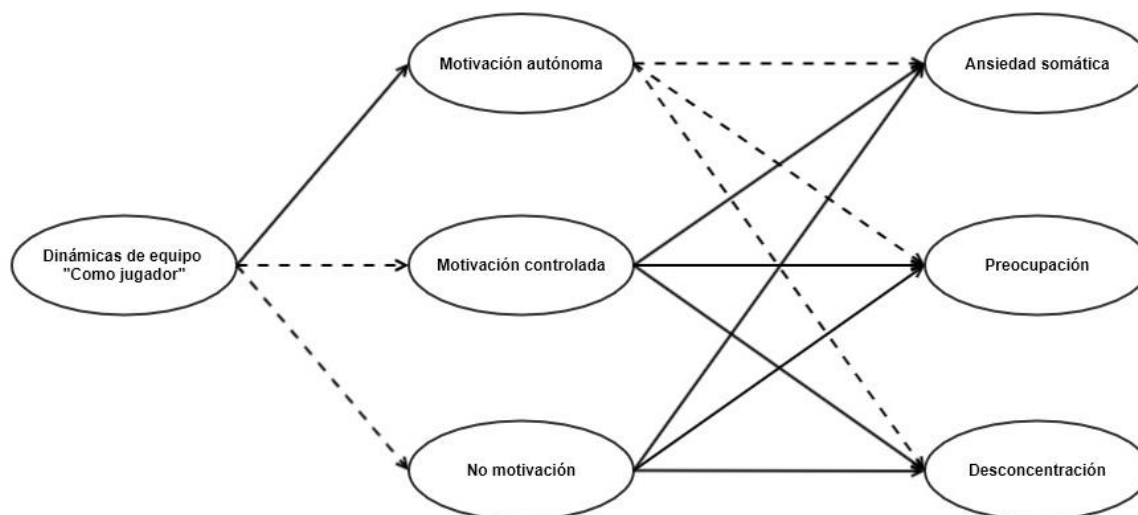 Motivación autónoma
Ansiedad somática
Dinámicas de equipo
"Como jugador"
Motivación controlada
Preocupación
No motivación
Desconcentración